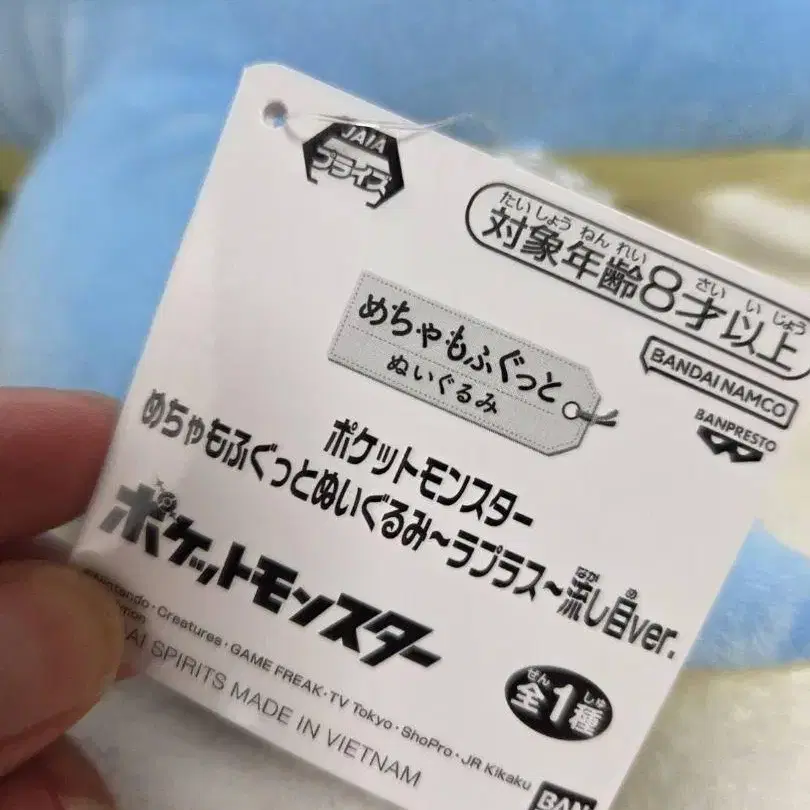 JAIA
プライズ
たいしょうねんれい さいいじょう
対象年齢8才以上
めちゃもふぐっと
ぬいぐるみ
BANDAI NAMCO
BANPRESTO
ポケットモンスター
なが め
めちゃもふぐっとぬいぐるみ~ラプラス~流し目ver.
ポケットモンスター
Nintendo・Creatures・GAME FREAK・TV Tokyo・ShoPro・JR Kikaku
SPIRITS MADE IN VIETNAM
ぜん しゅ
全1種
BAN